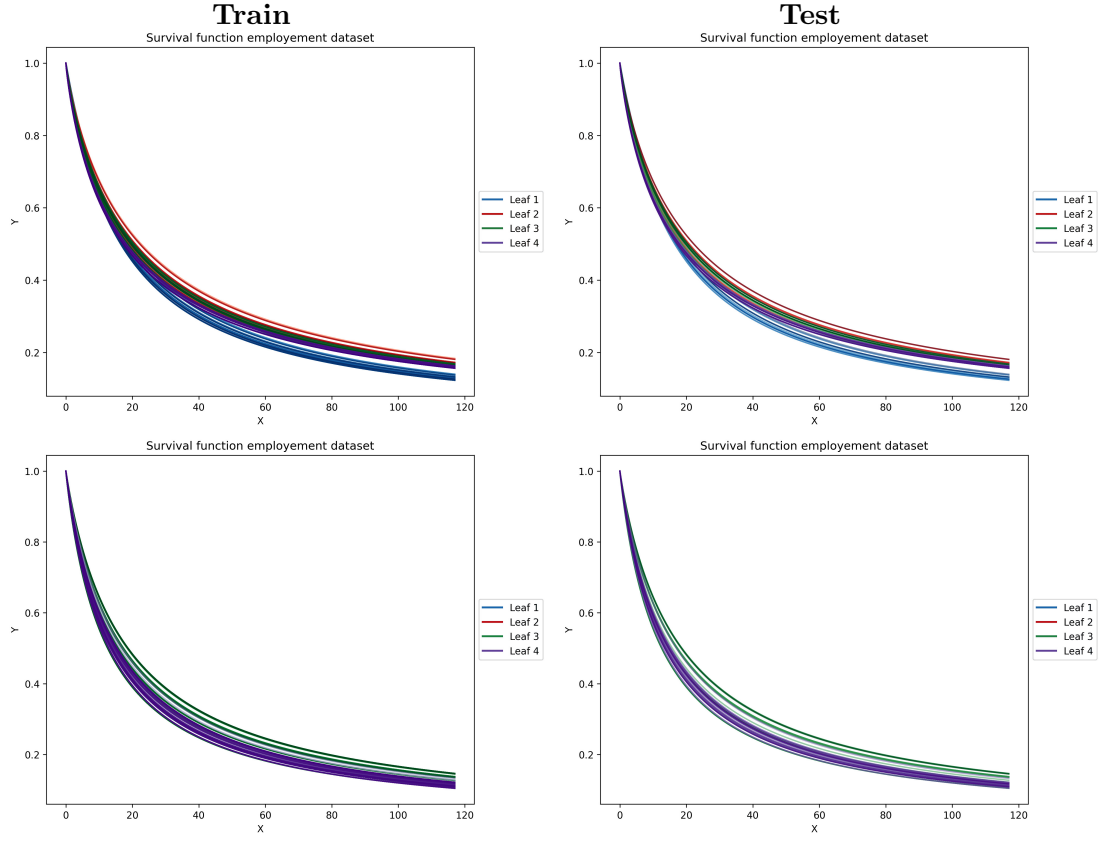 Train
Survival function employement dataset
1.0
0.8
0.6
0.4
0.2
Y
0 20 40 60 80 100 120
X
Leaf 1
Leaf 2
Leaf 3
Leaf 4
Test
Survival function employement dataset
1.0
0.8
0.6
0.4
0.2
Y
0 20 40 60 80 100 120
X
Leaf 1
Leaf 2
Leaf 3
Leaf 4
Survival function employement dataset
1.0
0.8
0.6
0.4
0.2
Y
0 20 40 60 80 100 120
X
Leaf 1
Leaf 2
Leaf 3
Leaf 4
Survival function employement dataset
1.0
0.8
0.6
0.4
0.2
Y
0 20 40 60 80 100 120
X
Leaf 1
Leaf 2
Leaf 3
Leaf 4